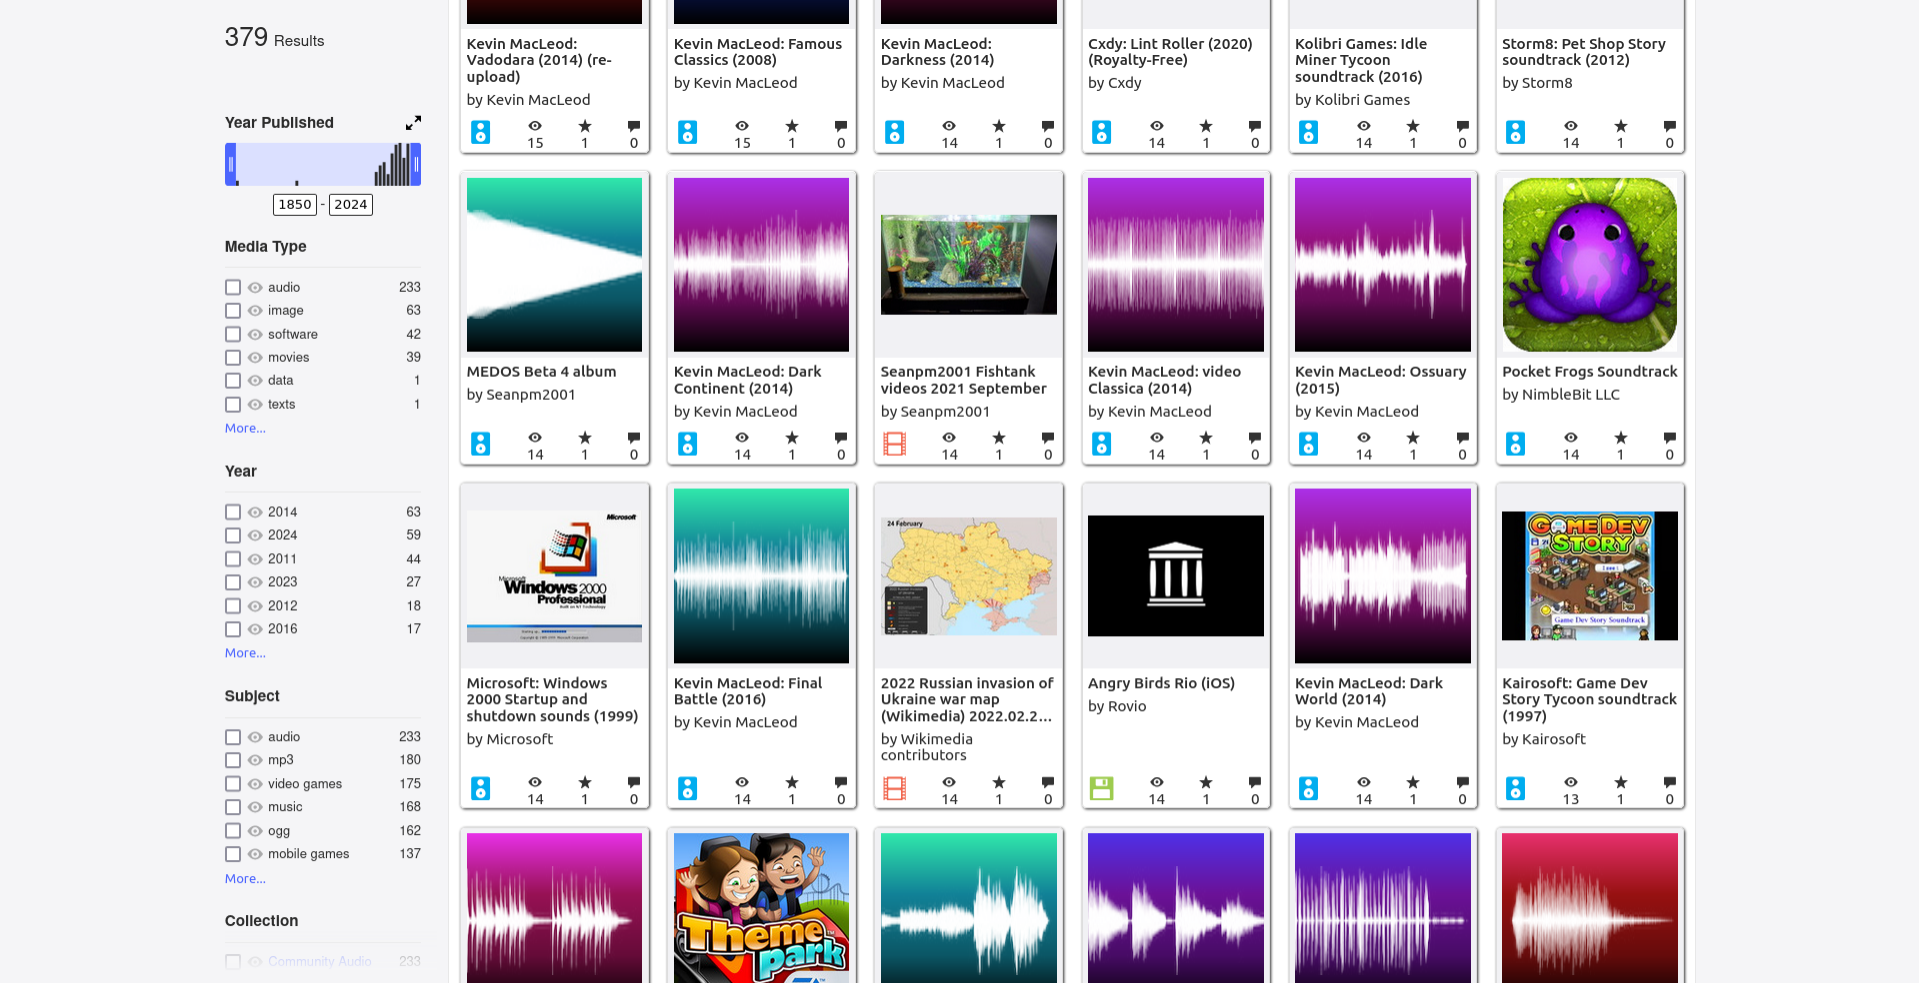 379 Results
Year Published
1850 - 2024
Media Type
audio 233
image 63
software 42
movies 39
data 1
texts 1
More...
Year
2014 63
2024 59
2011 44
2023 27
2012 18
2016 17
More...
Subject
audio 233
mp3 180
video games 175
music 168
ogg 162
mobile games 137
More...
Collection
Community Audio 233
Kevin MacLeod:
Vadodara (2014) (re-
upload)
by Kevin MacLeod
15 1 0
Kevin MacLeod: Famous
Classics (2008)
by Kevin MacLeod
15 1 0
Kevin MacLeod:
Darkness (2014)
by Kevin MacLeod
14 1 0
Cxdy: Lint Roller (2020)
(Royalty-Free)
by Cxdy
14 1 0
Kolibri Games: Idle
Miner Tycoon
soundtrack (2016)
by Kolibri Games
14 1 0
Storm8: Pet Shop Story
soundtrack (2012)
by Storm8
14 1 0
MEDOS Beta 4 album
by Seanpm2001
14 1 0
Kevin MacLeod: Dark
Continent (2014)
by Kevin MacLeod
14 1 0
Seanpm2001 Fishtank
videos 2021 September
by Seanpm2001
14 1 0
Kevin MacLeod: video
Classica (2014)
by Kevin MacLeod
14 1 0
Kevin MacLeod: Ossuary
(2015)
by Kevin MacLeod
14 1 0
Pocket Frogs Soundtrack
by NimbleBit LLC
14 1 0
Microsoft
Microsoft
Windows 2000
Professional
Built on NT Technology
Microsoft: Windows
2000 Startup and
shutdown sounds (1999)
by Microsoft
14 1 0
Kevin MacLeod: Final
Battle (2016)
by Kevin MacLeod
14 1 0
24 February
2022 Russian invasion of
Ukraine war map
(Wikimedia) 2022.02.2...
by Wikimedia
contributors
14 1 0
Angry Birds Rio (iOS)
by Rovio
14 1 0
Kevin MacLeod: Dark
World (2014)
by Kevin MacLeod
14 1 0
GAME DEV
STORY
Game Dev Story Soundtrack
Kairosoft: Game Dev
Story Tycoon soundtrack
(1997)
by Kairosoft
13 1 0
Theme
park
TM